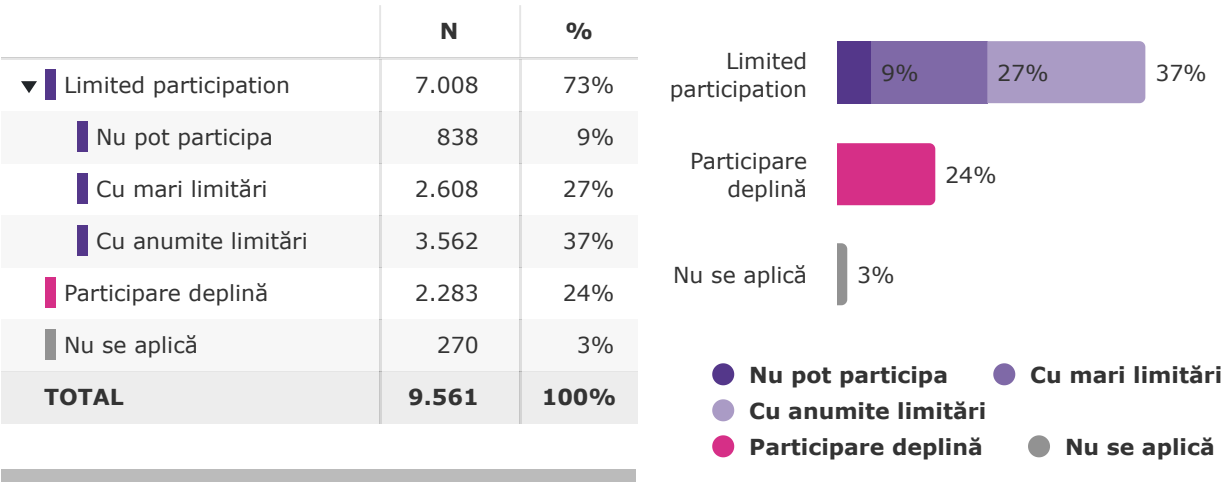 N %
▼ Limited participation 7.008 73%
Nu pot participa 838 9%
Cu mari limitări 2.608 27%
Cu anumite limitări 3.562 37%
Participare deplină 2.283 24%
Nu se aplică 270 3%
TOTAL 9.561 100%
Limited
participation
9% 27% 37%
Participare
deplină
24%
Nu se aplică 3%
Nu pot participa Cu mari limitări
Cu anumite limitări
Participare deplină Nu se aplică